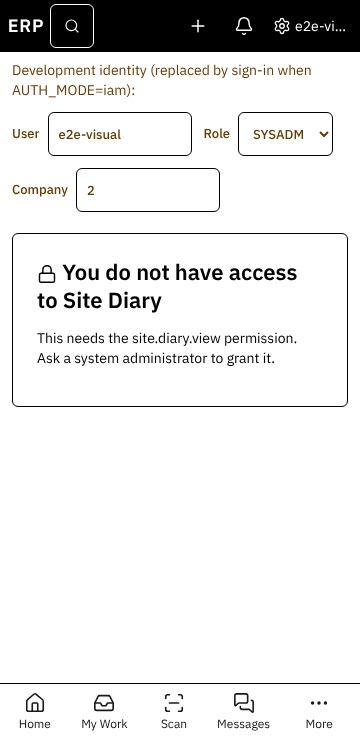 ERP
e2e-vi...
Development identity (replaced by sign-in when
AUTH_MODE=iam):
User
e2e-visual
Role
SYSADM
Company
2
You do not have access
to Site Diary
This needs the site.diary.view permission.
Ask a system administrator to grant it.
Home
My Work
Scan
Messages
More